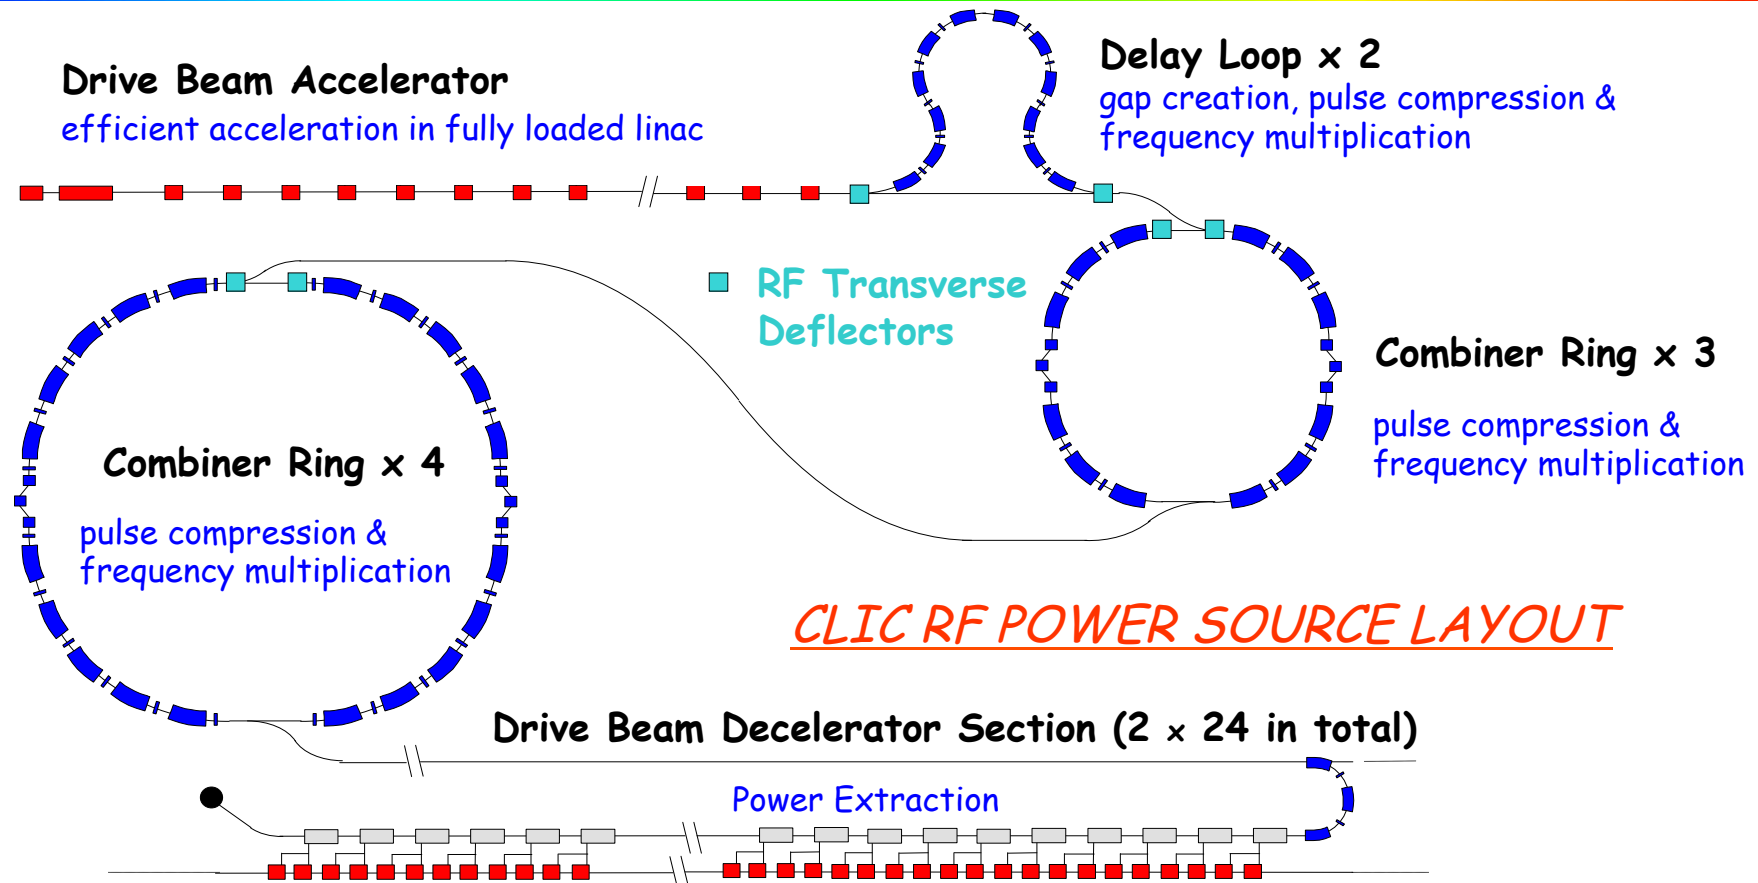 Drive Beam Accelerator
efficient acceleration in fully loaded linac
Delay Loop x 2
gap creation, pulse compression &
frequency multiplication
RF Transverse
Deflectors
Combiner Ring x 3
pulse compression &
frequency multiplication
Combiner Ring x 4
pulse compression &
frequency multiplication
CLIC RF POWER SOURCE LAYOUT
Drive Beam Decelerator Section (2 x 24 in total)
Power Extraction